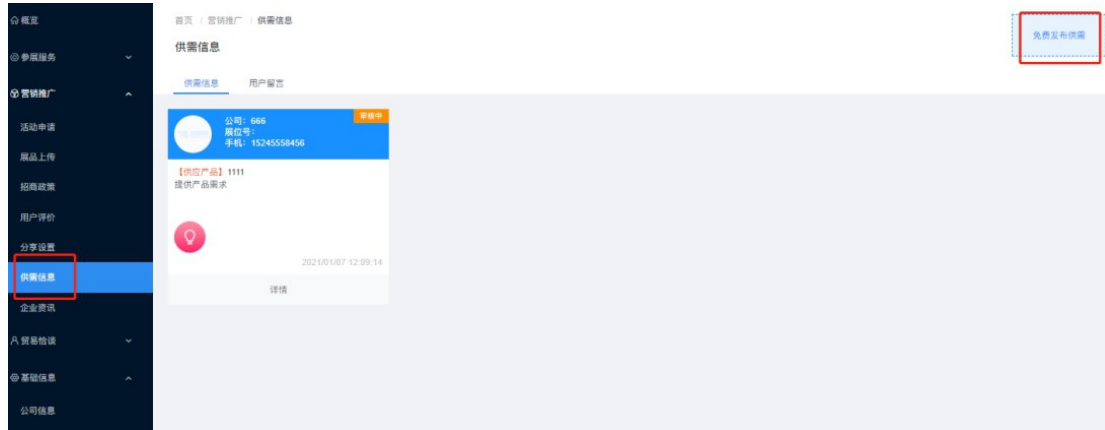 概览
参展服务
营销推广
活动申请
展品上传
招商政策
用户评价
分享设置
供需信息
企业资讯
贸易洽谈
基础信息
公司信息
首页 / 营销推广 / 供需信息
供需信息
免费发布供需
供需信息 用户留言
审核中
公司：666
展位号：
手机：15245558456
【供应产品】1111
提供产品需求
2021/01/07 12:09:14
详情